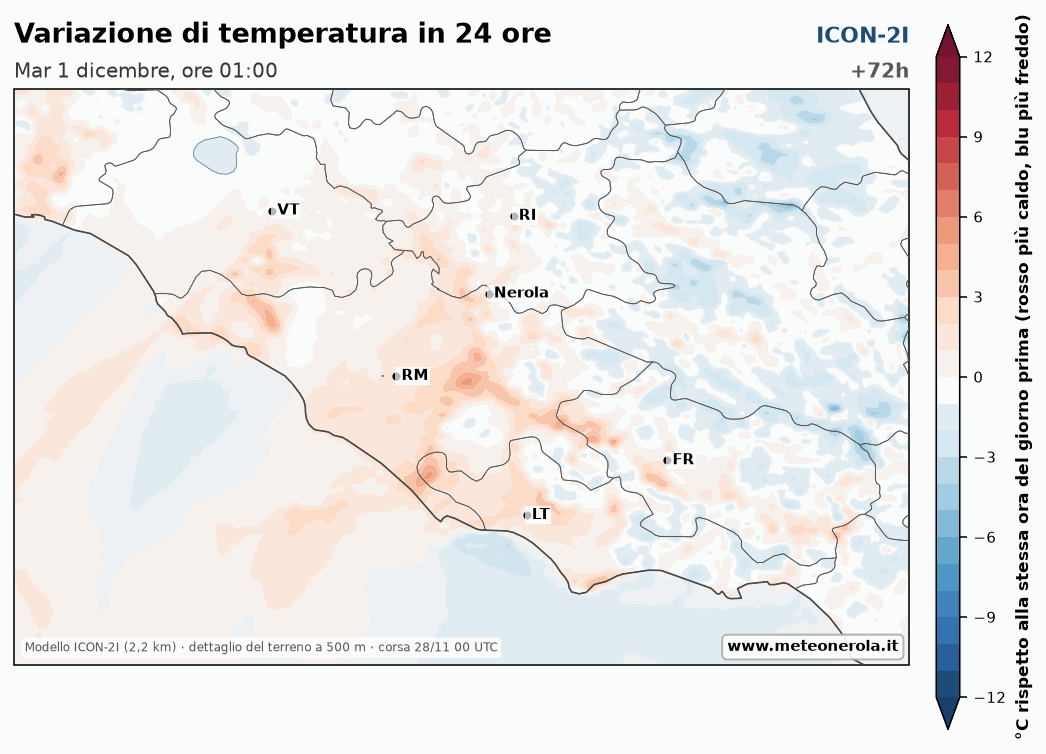 Variazione di temperatura in 24 ore
ICON-2I
Mar 1 dicembre, ore 01:00
+72h
VT
RI
Nerola
RM
FR
LT
Modello ICON-2I (2,2 km) · dettaglio del terreno a 500 m · corsa 28/11 00 UTC
www.meteonerola.it
12
9
6
3
0
−3
−6
−9
−12
°C rispetto alla stessa ora del giorno prima (rosso più caldo, blu più freddo)